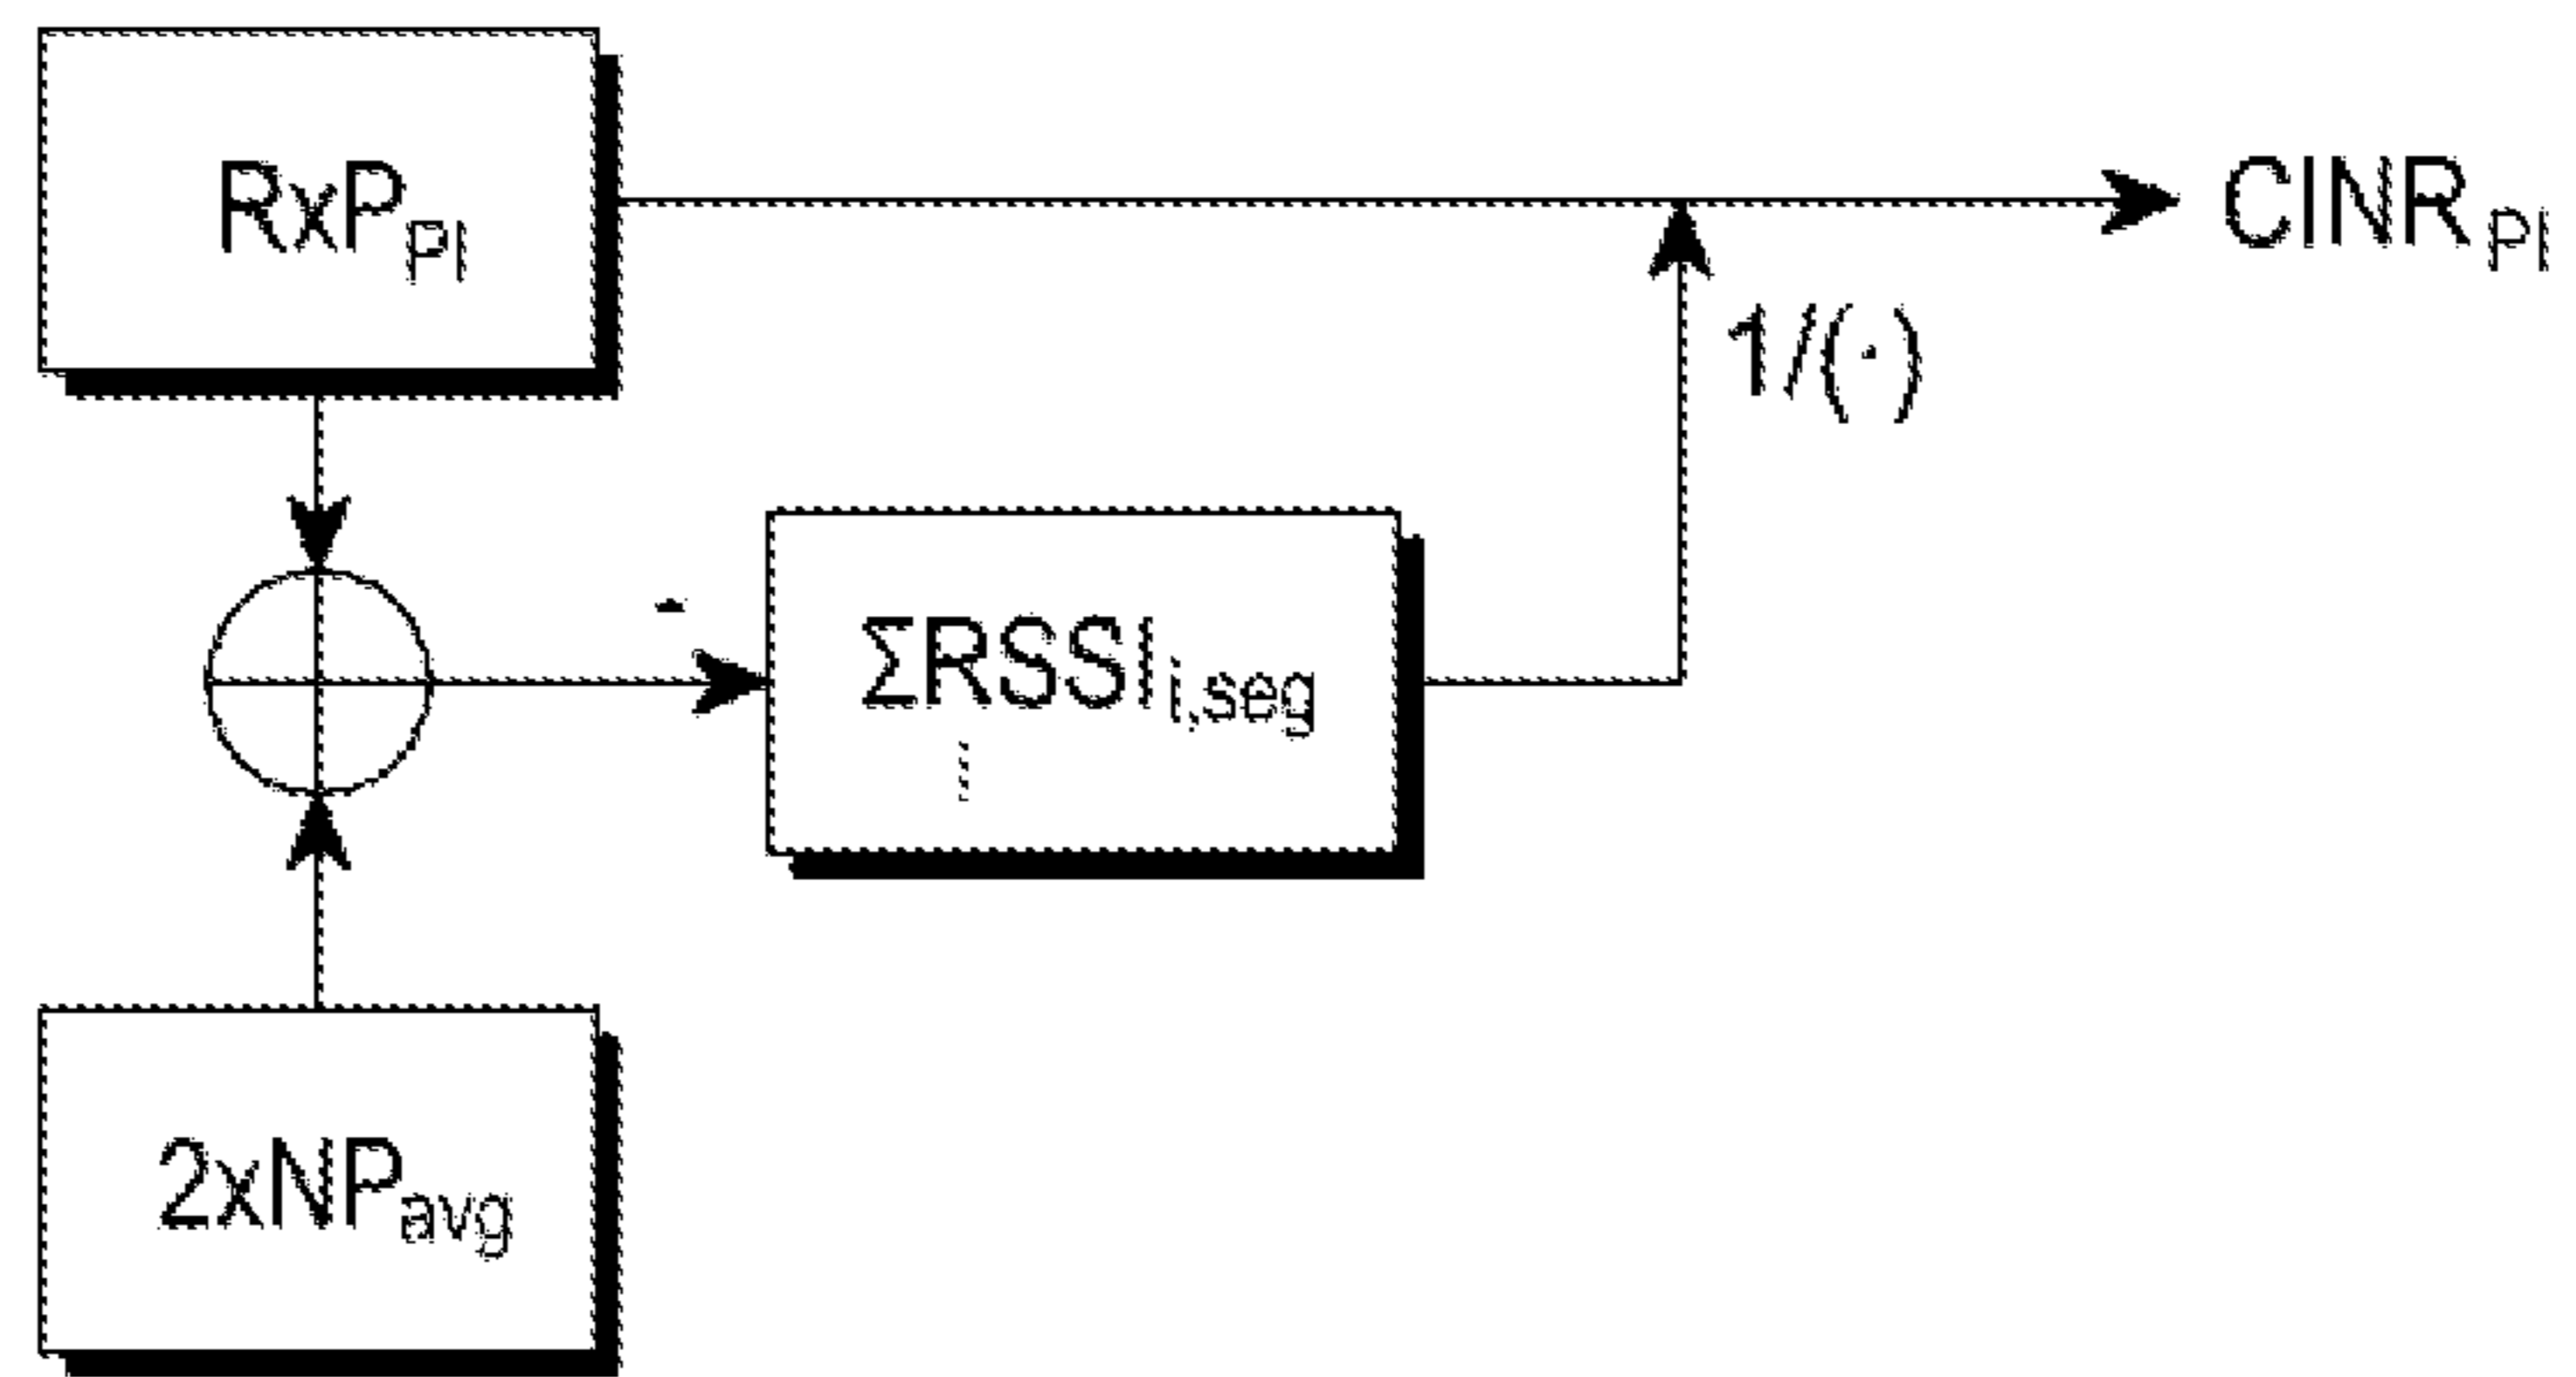 RxP_PI
CINR_PI
1/(·)
-
ΣRSSI_i,seg
i
2xNP_avg